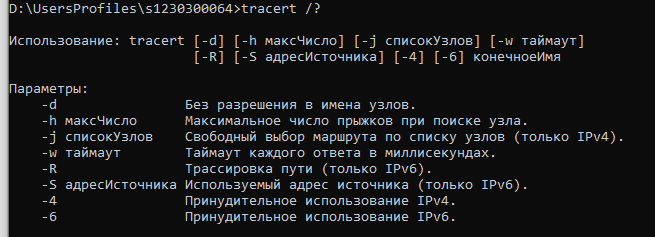 D:\UsersProfiles\s1230300064>tracert /?
Использование: tracert [-d] [-h максЧисло] [-j списокУзлов] [-w таймаут]
[-R] [-S адресИсточника] [-4] [-6] конечноеИмя
Параметры:
-d Без разрешения в имена узлов.
-h максЧисло Максимальное число прыжков при поиске узла.
-j списокУзлов Свободный выбор маршрута по списку узлов (только IPv4).
-w таймаут Таймаут каждого ответа в миллисекундах.
-R Трассировка пути (только IPv6).
-S адресИсточника Используемый адрес источника (только IPv6).
-4 Принудительное использование IPv4.
-6 Принудительное использование IPv6.